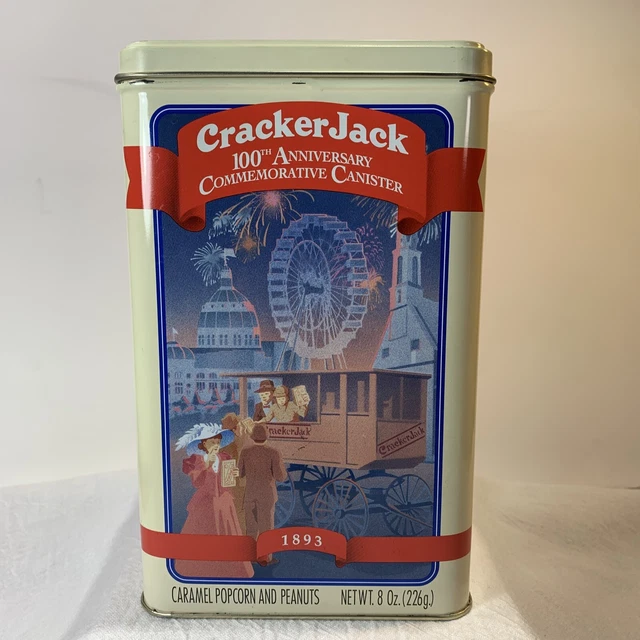 CrackerJack
100TH ANNIVERSARY
COMMEMORATIVE CANISTER
CrackerJack
CrackerJack
1893
CARAMEL POPCORN AND PEANUTS NET WT. 8 OZ. (226g.)